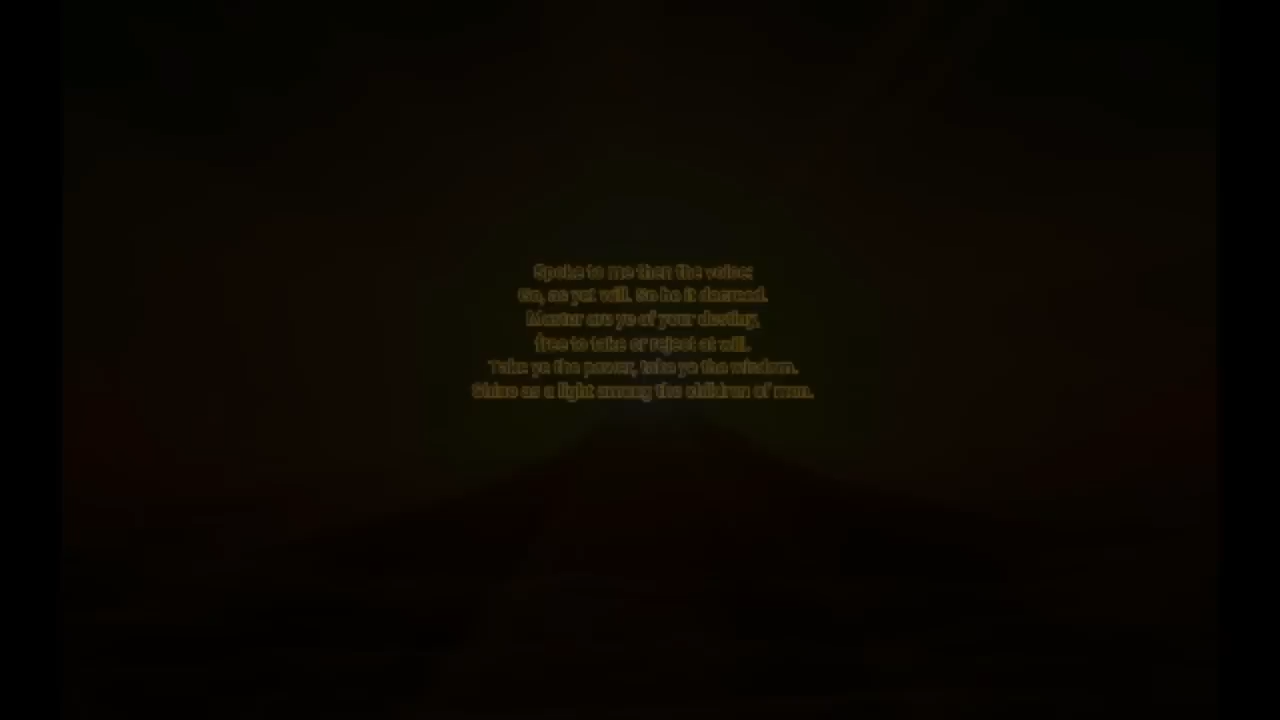 Spoke to me then the voice:
Go, as yet will. So be it decreed.
Master are ye of your destiny,
free to take or reject at will.
Take ye the power, take ye the wisdom.
Shine as a light among the children of men.